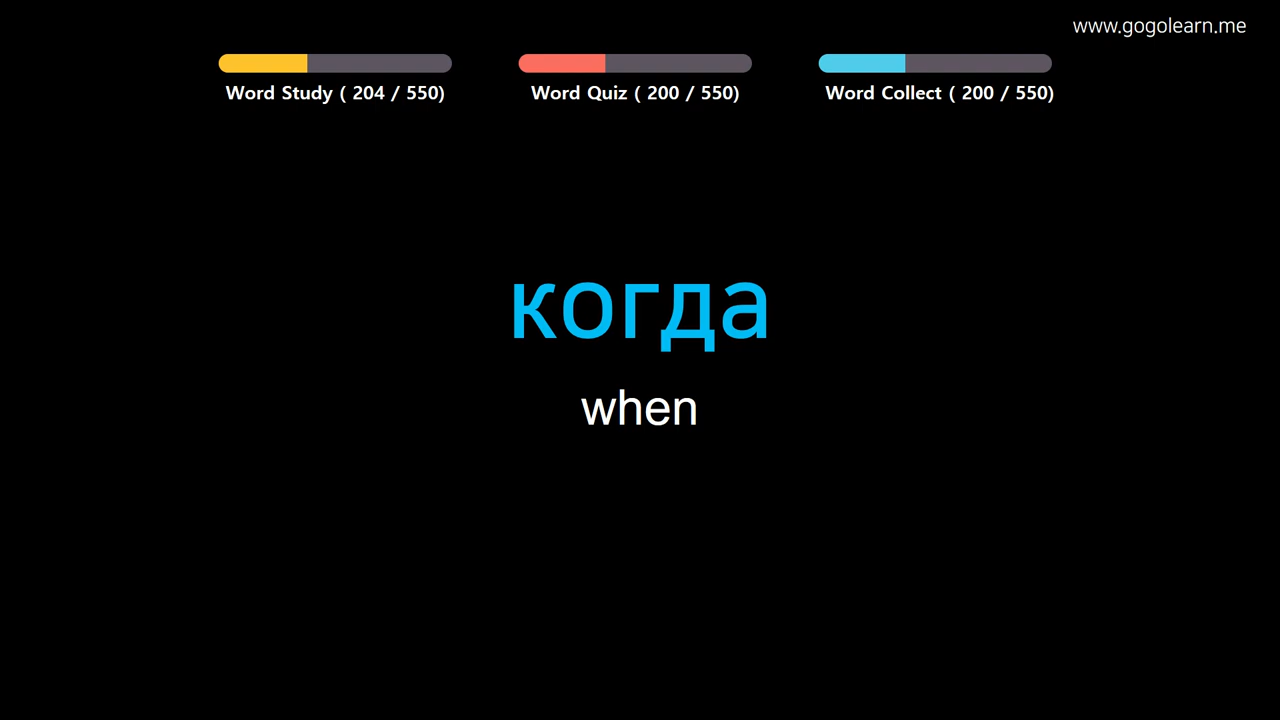 www.gogolearn.me
Word Study ( 204 / 550)
Word Quiz ( 200 / 550)
Word Collect ( 200 / 550)
когда
when